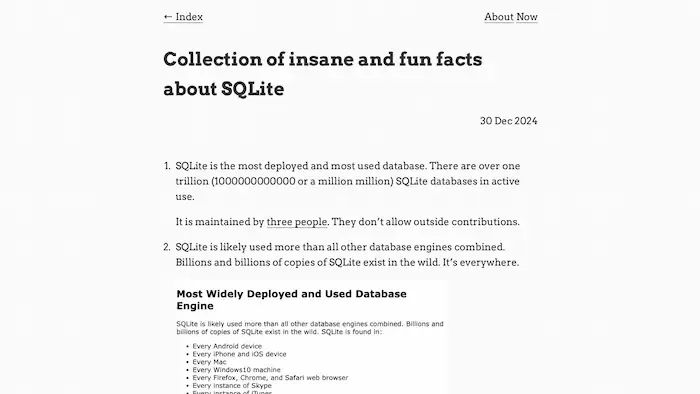 ← Index
About Now
Collection of insane and fun facts
about SQLite
30 Dec 2024
1. SQLite is the most deployed and most used database. There are over one
trillion (1000000000000 or a million million) SQLite databases in active
use.
It is maintained by three people. They don’t allow outside contributions.
2. SQLite is likely used more than all other database engines combined.
Billions and billions of copies of SQLite exist in the wild. It’s everywhere.
Most Widely Deployed and Used Database
Engine
SQLite is likely used more than all other database engines combined. Billions and
billions of copies of SQLite exist in the wild. SQLite is found in:
• Every Android device
• Every iPhone and iOS device
• Every Mac
• Every Windows10 machine
• Every Firefox, Chrome, and Safari web browser
• Every instance of Skype
• Every instance of iTunes